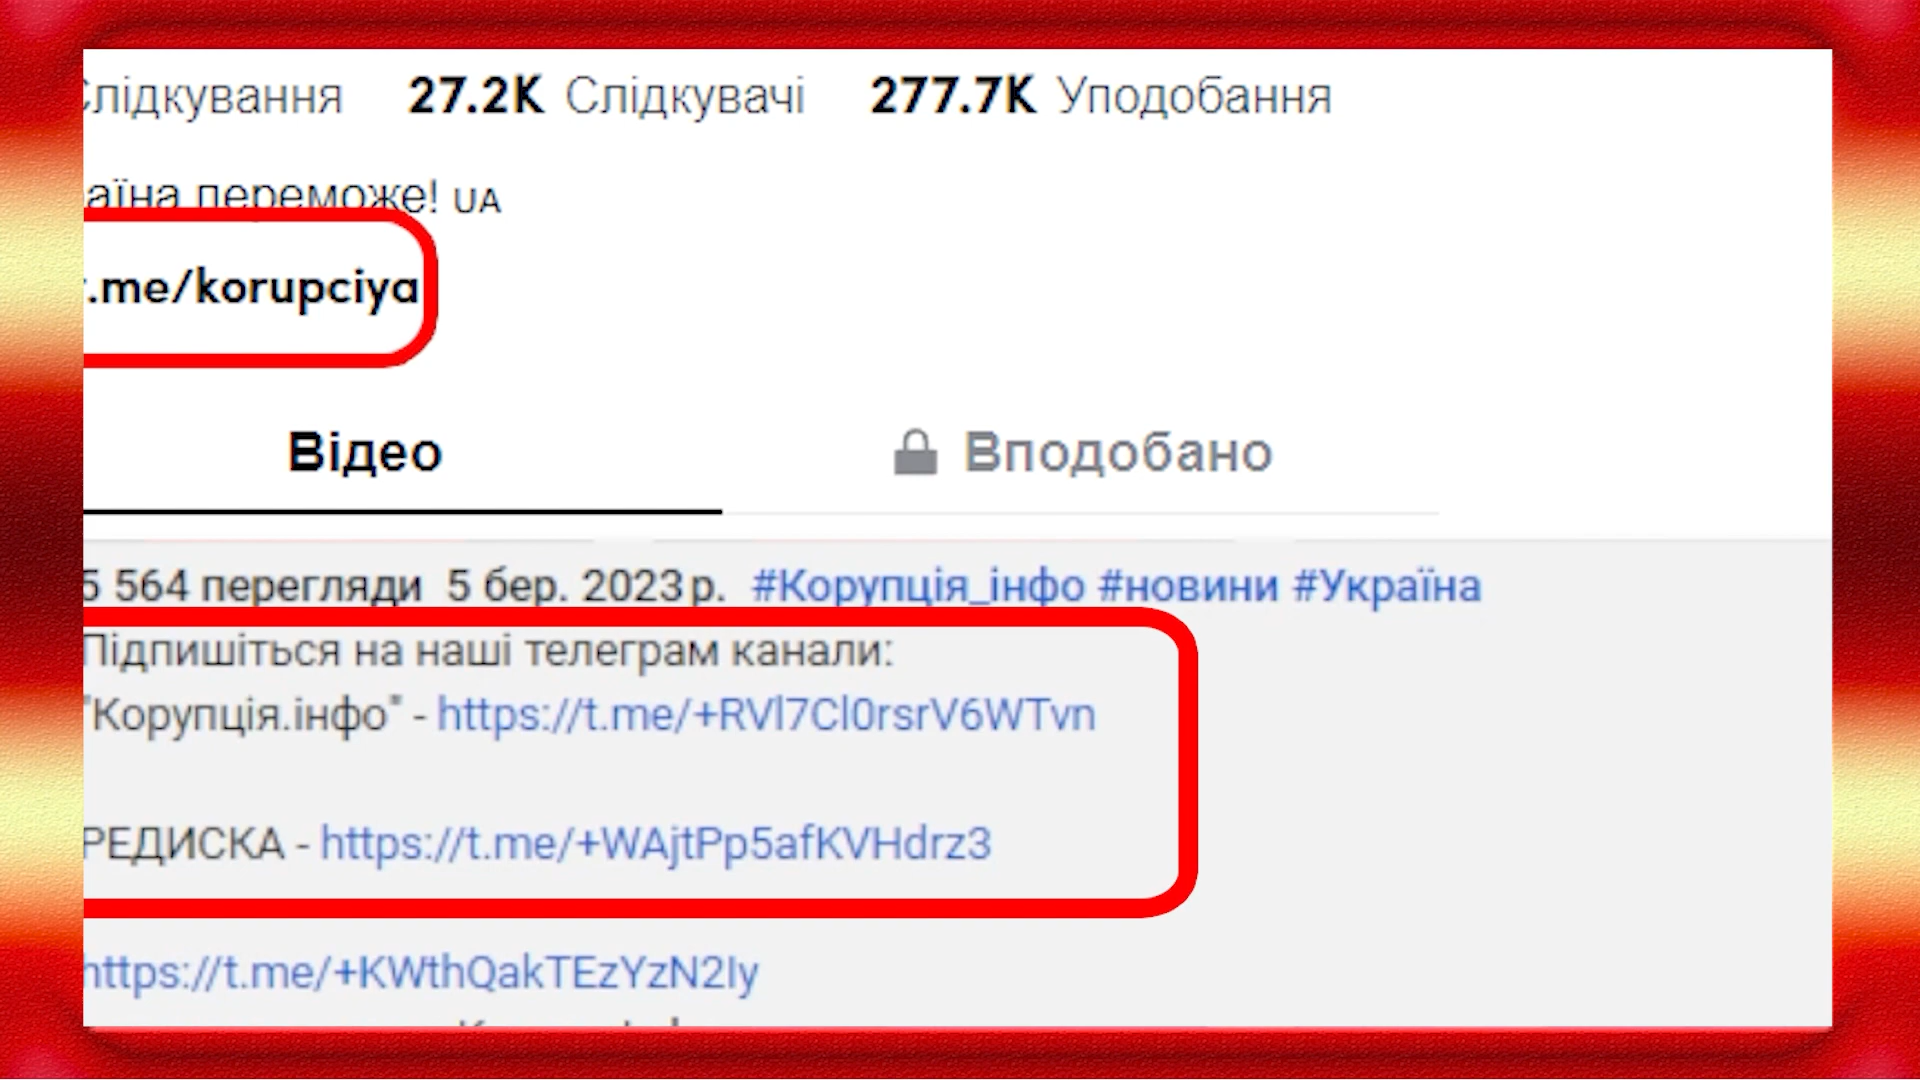 Слідкування 27.2K Слідкувачі 277.7K Уподобання
аїна переможе! UA
.me/korupciya
Відео Вподобано
5 564 перегляди 5 бер. 2023 р. #Корупція_інфо #новини #Україна
Підпишіться на наші телеграм канали:
"Корупція.інфо" - https://t.me/+RVl7Cl0rsrV6WTvn
РЕДИСКА - https://t.me/+WAjtPp5afKVHdrz3
https://t.me/+KWthQakTEzYzN2Iy